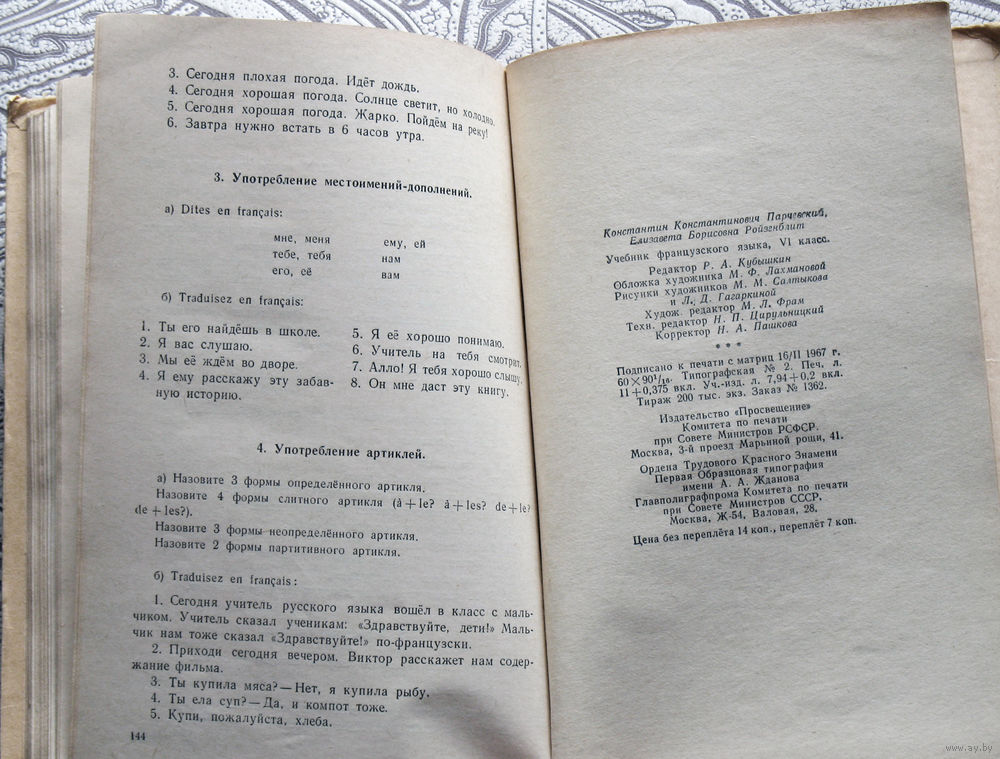 3. Сегодня плохая погода. Идёт дождь.
4. Сегодня хорошая погода. Солнце светит, но холодно.
5. Сегодня хорошая погода. Жарко. Пойдём на реку!
6. Завтра нужно встать в 6 часов утра.
3. Употребление местоимений-дополнений.
а) Dites en français:
мне, меня ему, ей
тебе, тебя нам
его, её вам
б) Traduisez en français:
1. Ты его найдёшь в школе.
2. Я вас слушаю.
3. Мы её ждём во дворе.
4. Я ему расскажу эту забав-
ную историю.
5. Я её хорошо понимаю.
6. Учитель на тебя смотрит.
7. Алло! Я тебя хорошо слышу.
8. Он мне даст эту книгу.
4. Употребление артиклей.
а) Назовите 3 формы определённого артикля.
Назовите 4 формы слитного артикля (à+le? à+les? de+le?
de+les?).
Назовите 3 формы неопределённого артикля.
Назовите 2 формы партитивного артикля.
б) Traduisez en français:
1. Сегодня учитель русского языка вошёл в класс с маль-
чиком. Учитель сказал ученикам: «Здравствуйте, дети!» Маль-
чик нам тоже сказал «Здравствуйте!» по-французски.
2. Приходи сегодня вечером. Виктор расскажет нам содер-
жание фильма.
3. Ты купила мяса?—Нет, я купила рыбу.
4. Ты ела суп?—Да, и компот тоже.
5. Купи, пожалуйста, хлеба.
144
Константин Константинович Парчевский,
Елизавета Борисовна Ройзенблит
Учебник французского языка, VI класс.
Редактор Р. А. Кубышкин
Обложка художника М. Ф. Лахмановой
Рисунки художников М. М. Салтыкова
и Л. Д. Гагаркиной
Худож. редактор М. Л. Фрам
Техн. редактор Н. П. Цирульницкий
Корректор Н. А. Пашкова
* * *
Подписано к печати с матриц 16/II 1967 г.
60×90¹/₁₆. Типографская № 2. Печ. л.
11+0,375 вкл. Уч.-изд. л. 7,94+0,2 вкл.
Тираж 200 тыс. экз. Заказ № 1362.
Издательство «Просвещение»
Комитета по печати
при Совете Министров РСФСР.
Москва, 3-й проезд Марьиной рощи, 41.
Ордена Трудового Красного Знамени
Первая Образцовая типография
имени А. А. Жданова
Главполиграфпрома Комитета по печати
при Совете Министров СССР.
Москва, Ж-54, Валовая, 28.
Цена без переплёта 14 коп., переплёт 7 коп.
www.ay.by